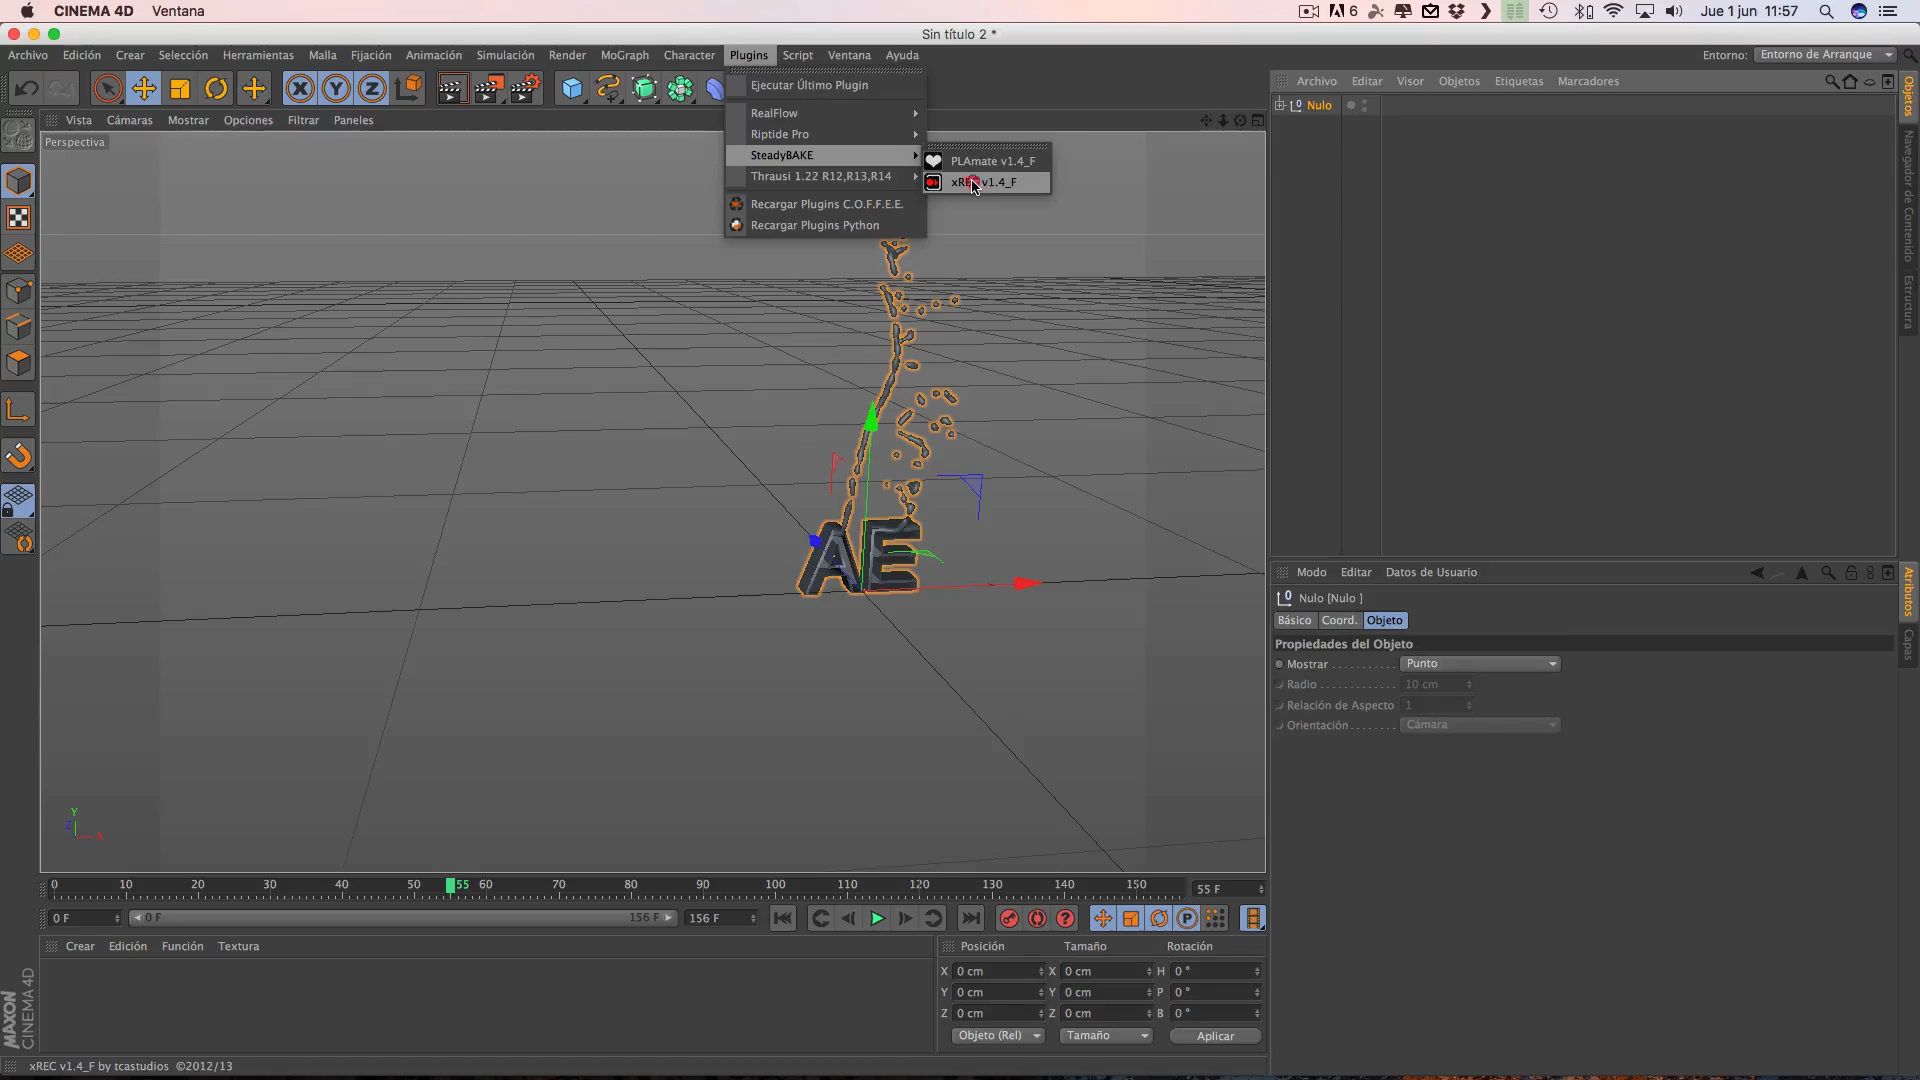 CINEMA 4D Ventana
6
Jue 1 jun 11:57
Sin título 2 *
Archivo Edición Crear Selección Herramientas Malla Fijación Animación Simulación Render MoGraph Character Plugins Script Ventana Ayuda
Entorno: Entorno de Arranque
X Y Z
Vista Cámaras Mostrar Opciones Filtrar Paneles
Perspectiva
Ejecutar Último Plugin
RealFlow
Riptide Pro
SteadyBAKE
Thrausi 1.22 R12,R13,R14
Recargar Plugins C.O.F.F.E.E.
Recargar Plugins Python
PLAmate v1.4_F
xREC v1.4_F
Archivo Editar Visor Objetos Etiquetas Marcadores
Nulo
Objetos
Navegador de Contenido
Estructura
AE
Y
Z
X
Modo Editar Datos de Usuario
Nulo [Nulo ]
Básico Coord. Objeto
Propiedades del Objeto
Mostrar . . . . . . . . . . . Punto
Radio . . . . . . . . . . . . . 10 cm
Relación de Aspecto 1
Orientación . . . . . . . . Cámara
Atributos
Capas
0 10 20 30 40 50 55 60 70 80 90 100 110 120 130 140 150
55 F
0 F 0 F 156 F 156 F
P
Crear Edición Función Textura
Posición Tamaño Rotación
X 0 cm X 0 cm H 0 °
Y 0 cm Y 0 cm P 0 °
Z 0 cm Z 0 cm B 0 °
Objeto (Rel) Tamaño Aplicar
MAXON
CINEMA 4D
xREC v1.4_F by tcastudios ©2012/13